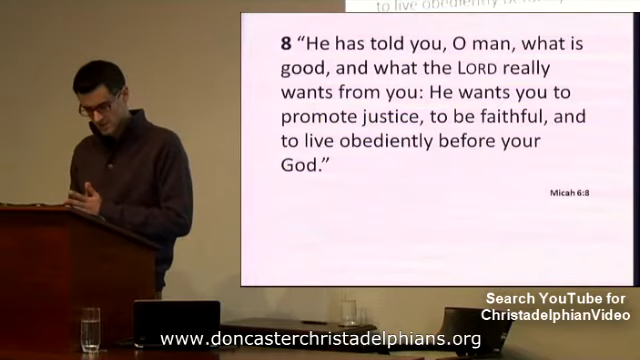 to live obediently
8 “He has told you, O man, what is
good, and what the LORD really
wants from you: He wants you to
promote justice, to be faithful, and
to live obediently before your
God.”
Micah 6:8
Search YouTube for
ChristadelphianVideo
www.doncasterchristadelphians.org